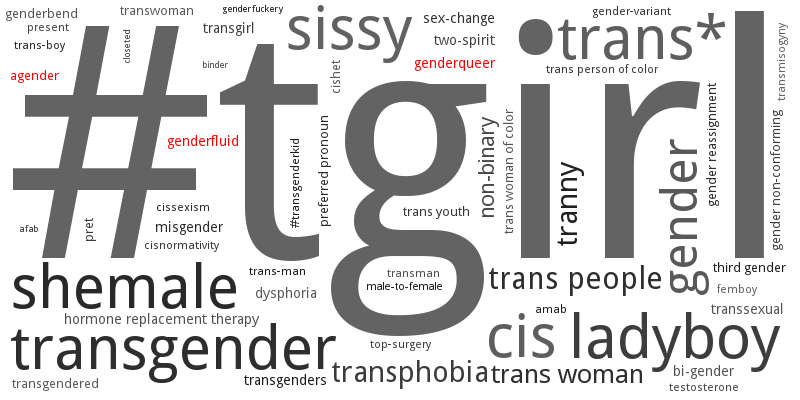 genderbend
transwoman
genderfuckery
sissy
sex-change
gender-variant
present
closeted
transgirl
two-spirit
trans*
transmisogyny
trans-boy
binder
cishet
genderqueer
trans person of color
agender
#tgirl
genderfluid
#transgenderkid
preferred pronoun
non-binary
trans woman of color
tranny
gender
gender reassignment
gender non-conforming
cissexism
trans youth
afab
pret
misgender
cisnormativity
shemale
trans-man
transman
trans people
third gender
dysphoria
male-to-female
femboy
hormone replacement therapy
amab
transsexual
transgender
top-surgery
cis
ladyboy
transgendered
transgenders
transphobia
trans woman
bi-gender
testosterone